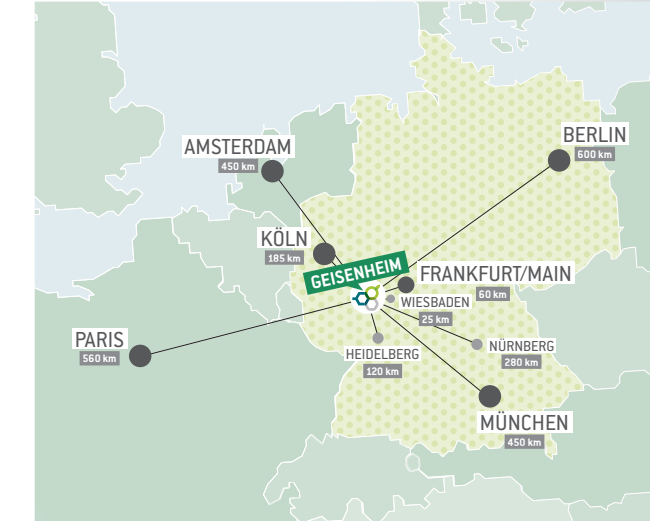 BERLIN
600 km
AMSTERDAM
450 km
KÖLN
185 km
GEISENHEIM
FRANKFURT/MAIN
60 km
WIESBADEN
25 km
PARIS
560 km
HEIDELBERG
120 km
NÜRNBERG
280 km
MÜNCHEN
450 km